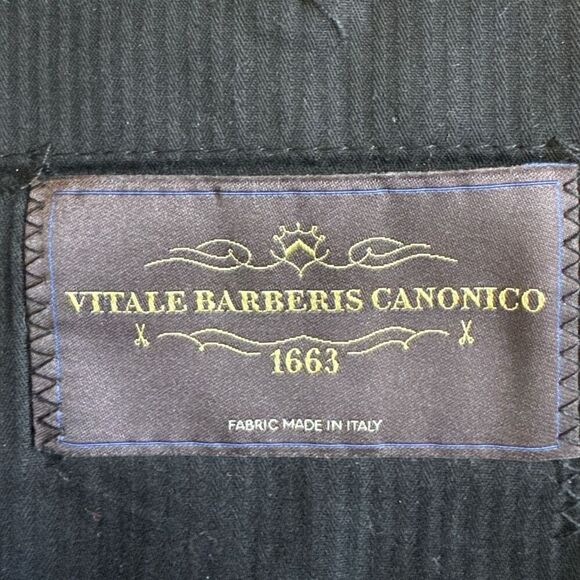 VITALE BARBERIS CANONICO
1663
FABRIC MADE IN ITALY